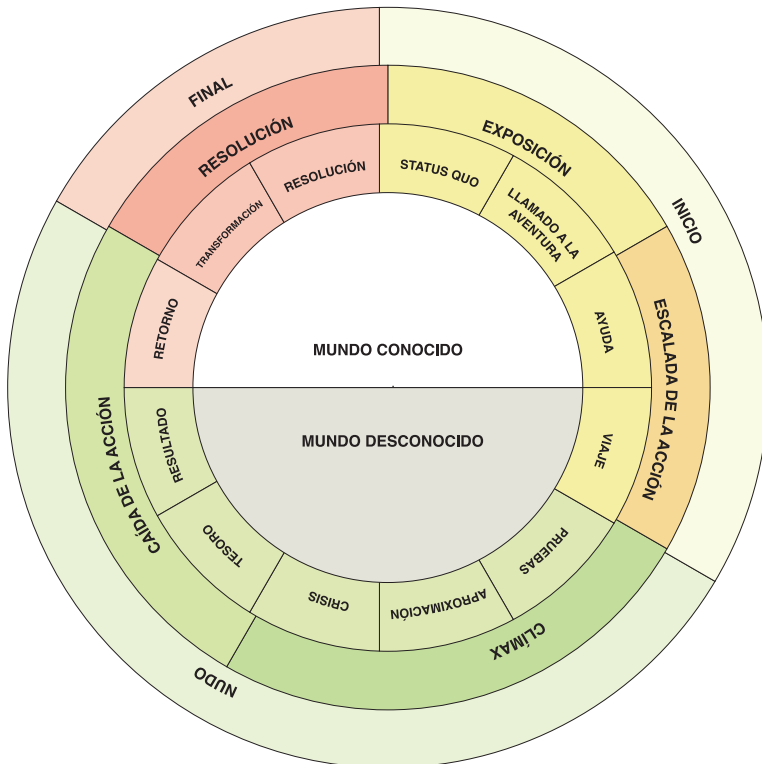 FINAL
INICIO
NUDO
RESOLUCIÓN
EXPOSICIÓN
ESCALADA DE LA ACCIÓN
CLÍMAX
CAÍDA DE LA ACCIÓN
STATUS QUO
LLAMADO A LA
AVENTURA
AYUDA
VIAJE
PRUEBAS
APROXIMACIÓN
CRISIS
TESORO
RESULTADO
RETORNO
TRANSFORMACIÓN
RESOLUCIÓN
MUNDO CONOCIDO
MUNDO DESCONOCIDO